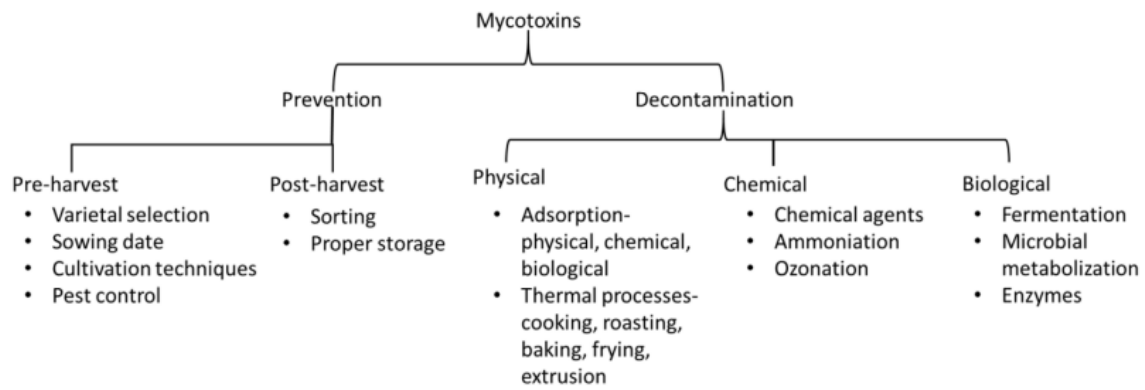 Mycotoxins
Prevention
Decontamination
Pre-harvest
• Varietal selection
• Sowing date
• Cultivation techniques
• Pest control
Post-harvest
• Sorting
• Proper storage
Physical
• Adsorption-
physical, chemical,
biological
• Thermal processes-
cooking, roasting,
baking, frying,
extrusion
Chemical
• Chemical agents
• Ammoniation
• Ozonation
Biological
• Fermentation
• Microbial
metabolization
• Enzymes